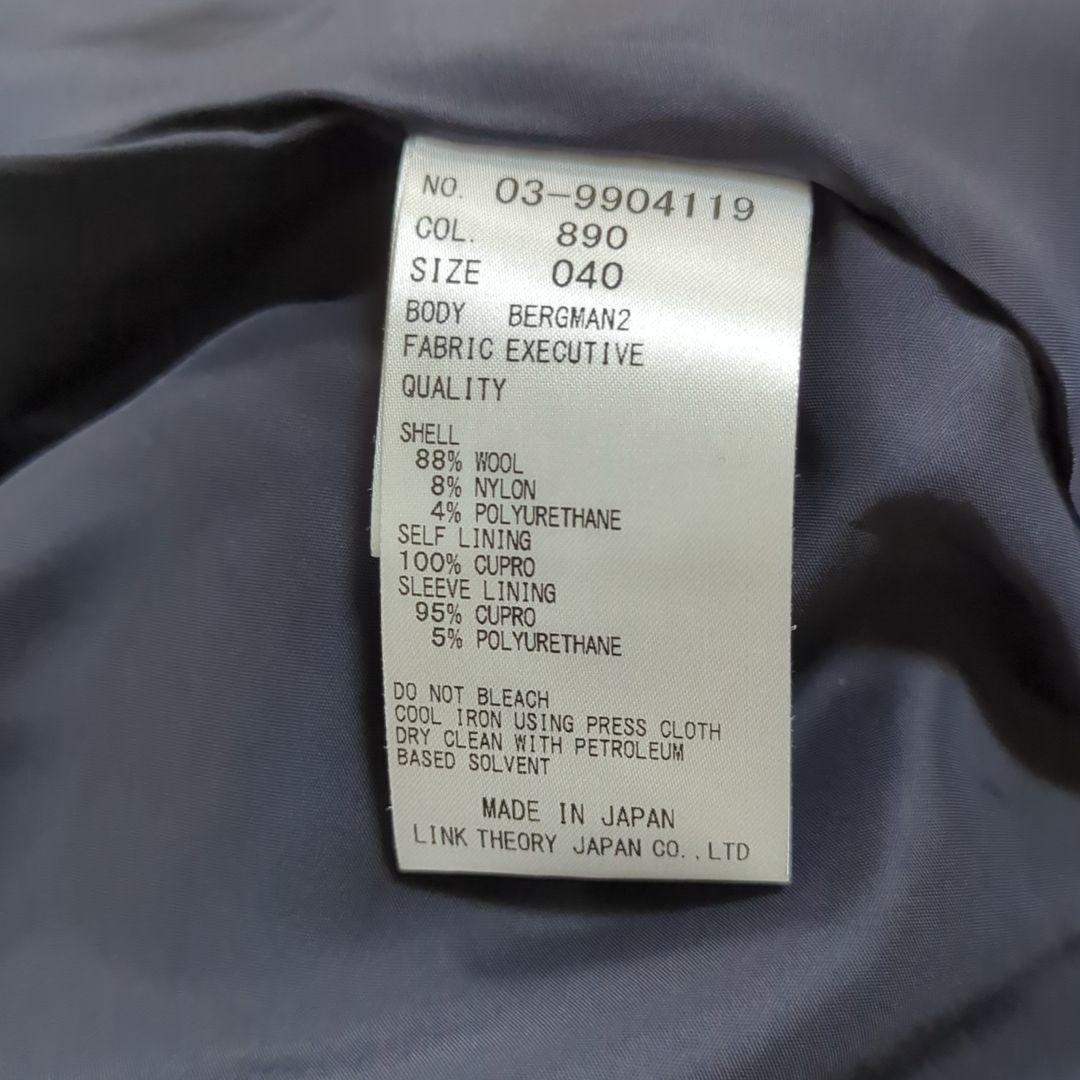 NO. 03-9904119
COL. 890
SIZE 040
BODY BERGMAN2
FABRIC EXECUTIVE
QUALITY
SHELL
88% WOOL
8% NYLON
4% POLYURETHANE
SELF LINING
100% CUPRO
SLEEVE LINING
95% CUPRO
5% POLYURETHANE
DO NOT BLEACH
COOL IRON USING PRESS CLOTH
DRY CLEAN WITH PETROLEUM
BASED SOLVENT
MADE IN JAPAN
LINK THEORY JAPAN CO.,LTD